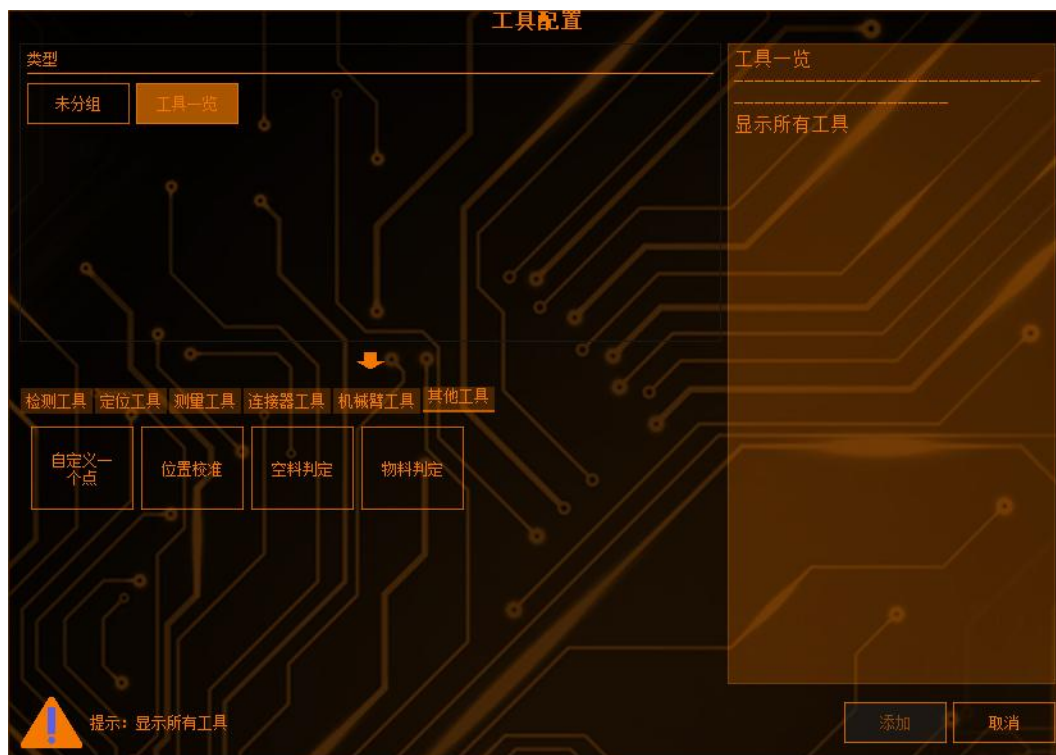 工具配置
类型
未分组
工具一览
检测工具
定位工具
测量工具
连接器工具
机械臂工具
其他工具
自定义一
个点
位置校准
空料判定
物料判定
工具一览
显示所有工具
提示：显示所有工具
添加
取消